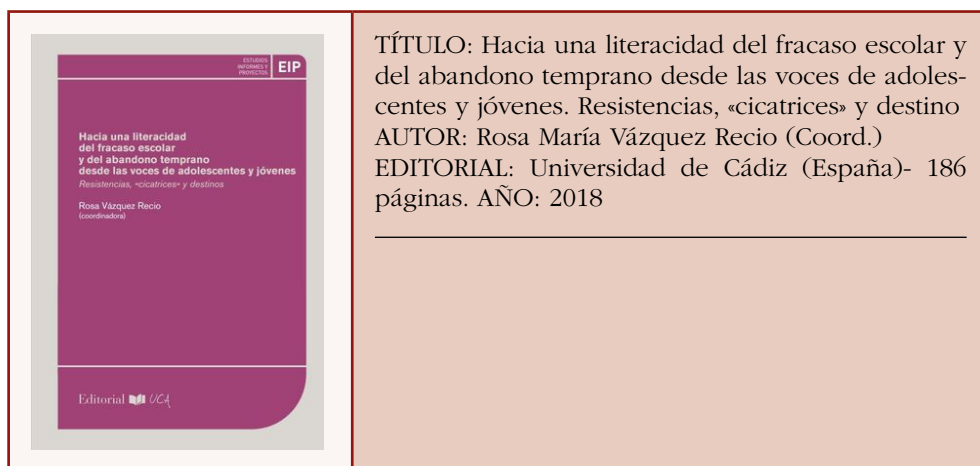 ESTUDIOS
INFORMES Y
PROYECTOS
EIP
Hacia una literacidad
del fracaso escolar
y del abandono temprano
desde las voces de adolescentes y jóvenes
Resistencias, «cicatrices» y destinos
Rosa Vázquez Recio
(coordinadora)
Editorial UCA
TÍTULO: Hacia una literacidad del fracaso escolar y
del abandono temprano desde las voces de adoles-
centes y jóvenes. Resistencias, «cicatrices» y destino
AUTOR: Rosa María Vázquez Recio (Coord.)
EDITORIAL: Universidad de Cádiz (España)- 186
páginas. AÑO: 2018